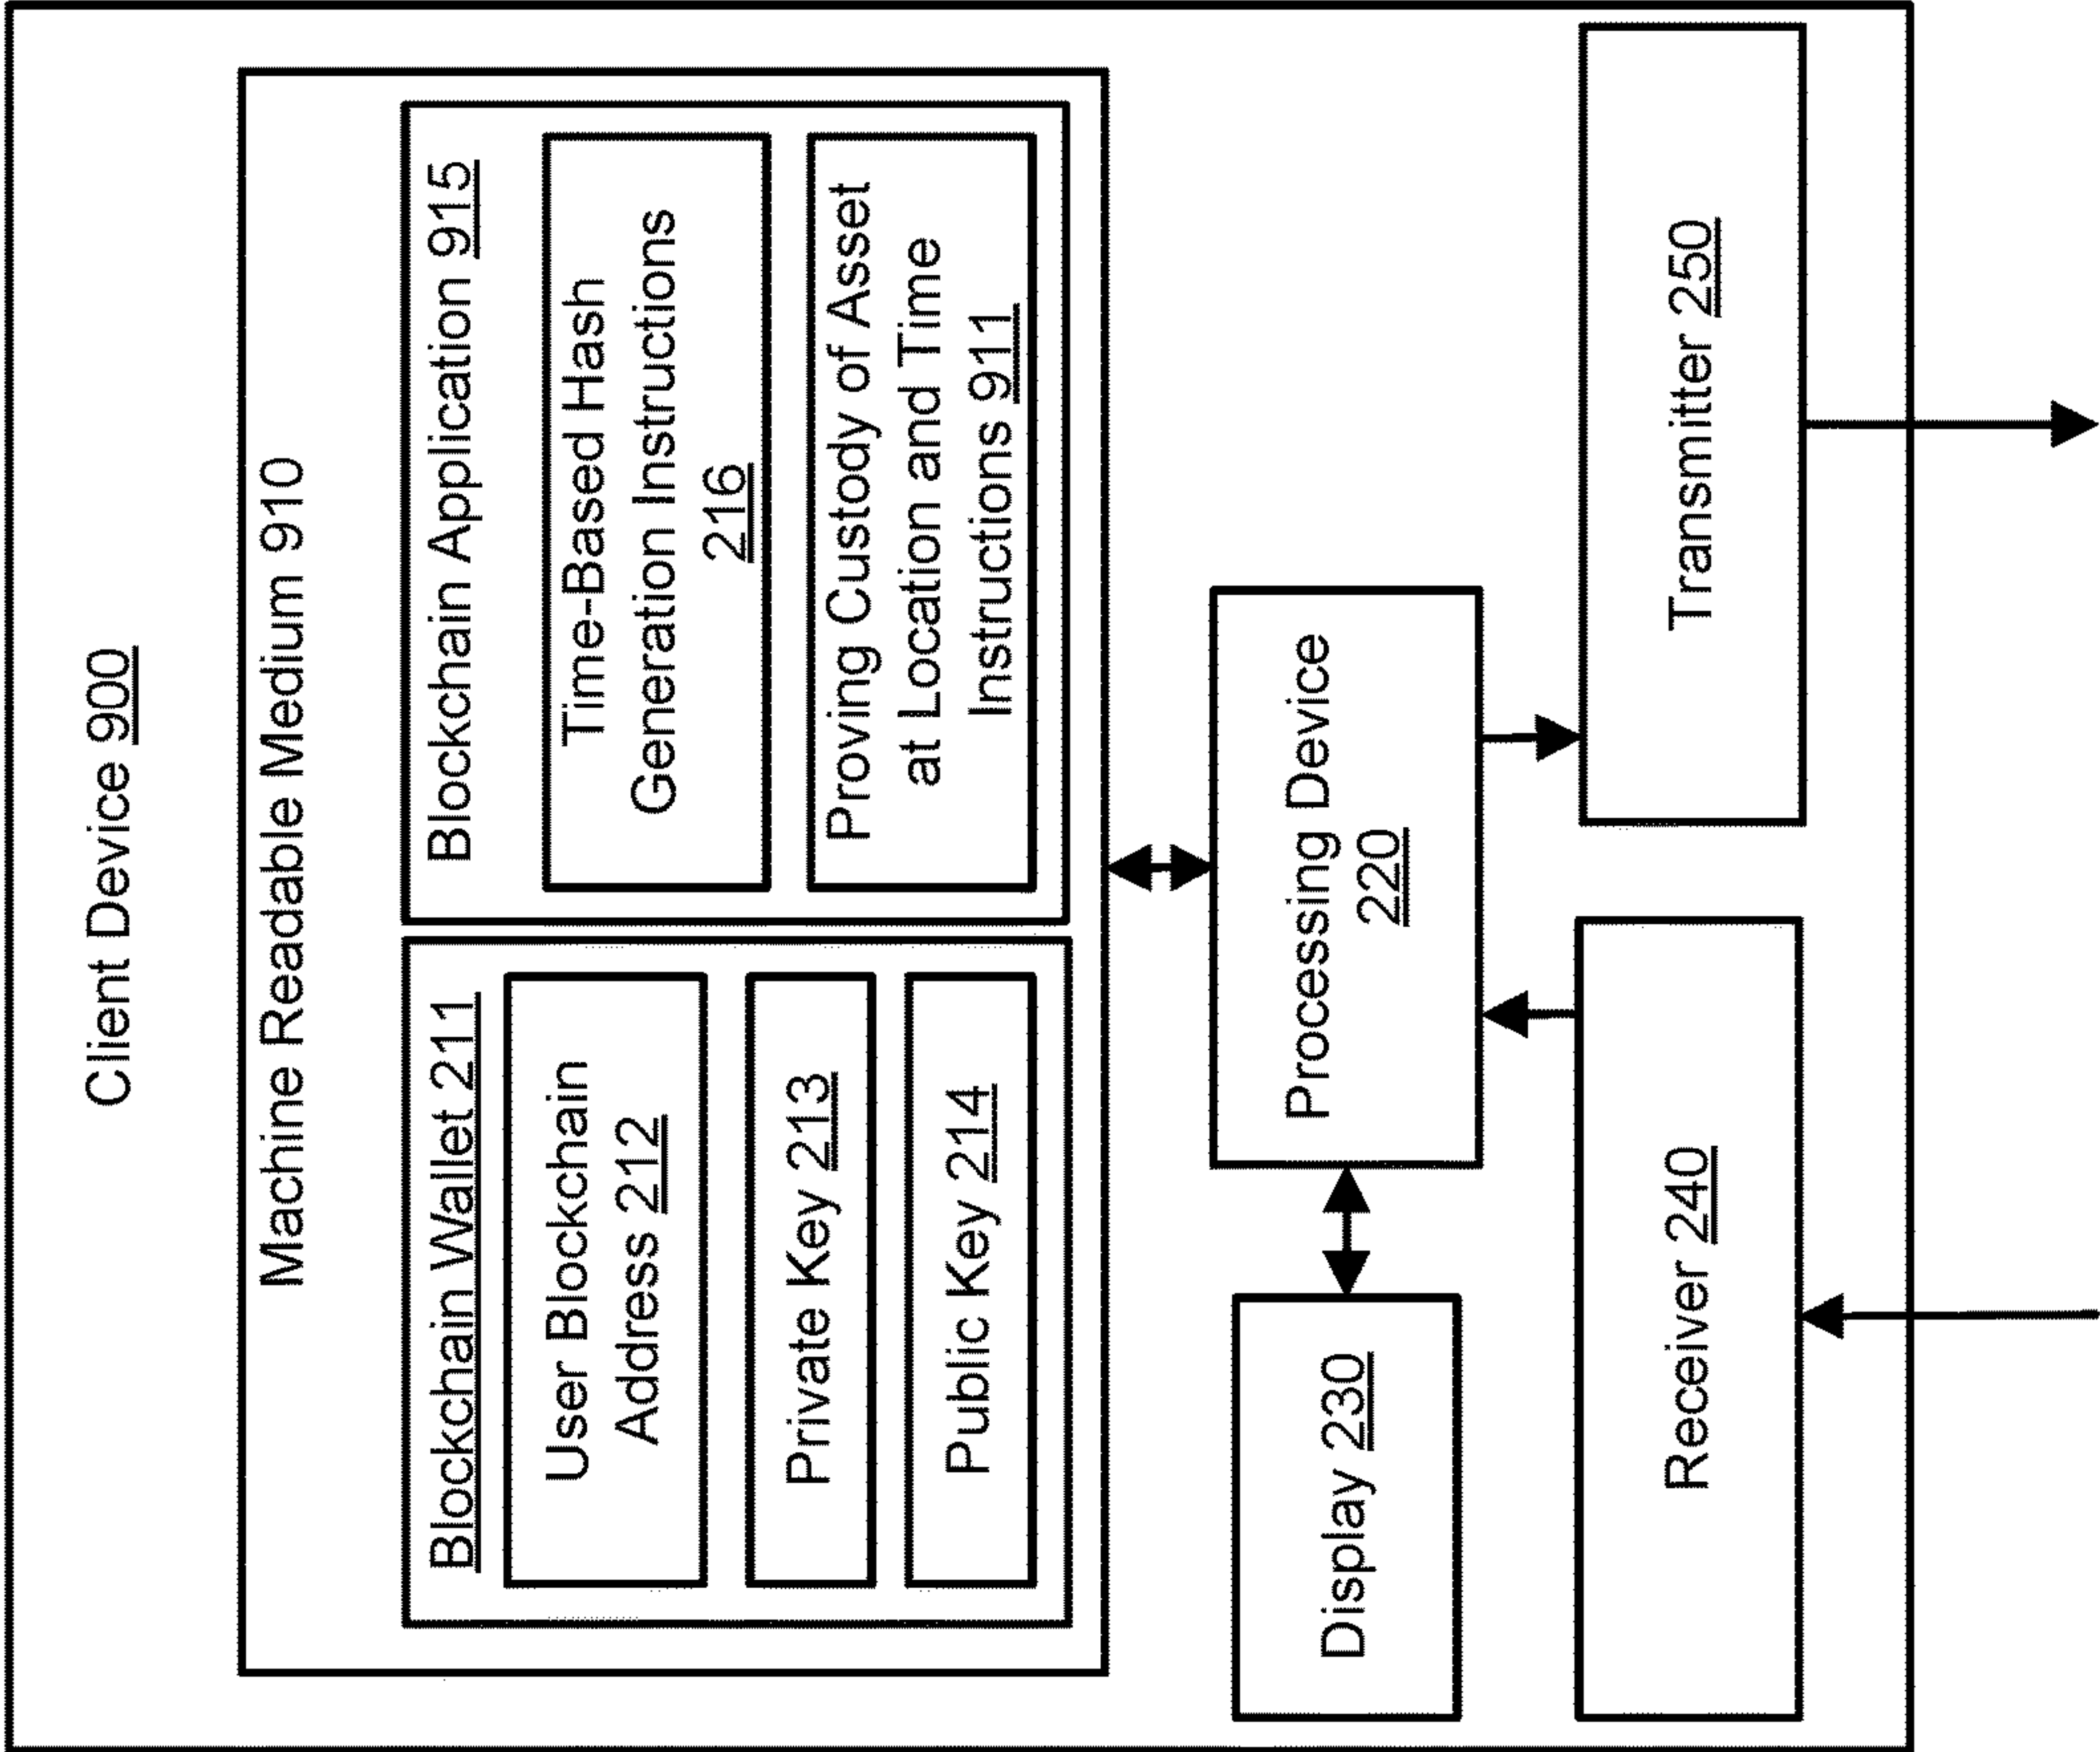 Client Device 900
Machine Readable Medium 910
Blockchain Wallet 211
User Blockchain
Address 212
Private Key 213
Public Key 214
Blockchain Application 915
Time-Based Hash
Generation Instructions
216
Proving Custody of Asset
at Location and Time
Instructions 911
Display 230
Processing Device
220
Receiver 240
Transmitter 250